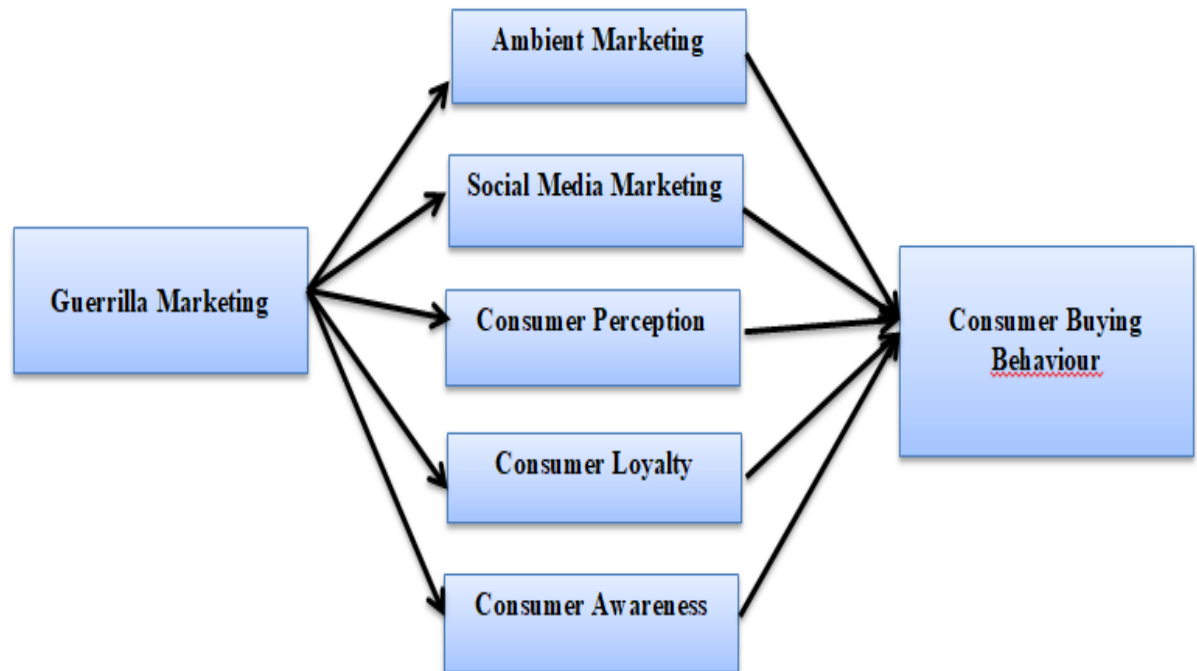 Ambient Marketing
Social Media Marketing
Guerrilla Marketing
Consumer Perception
Consumer Buying
Behaviour
Consumer Loyalty
Consumer Awareness